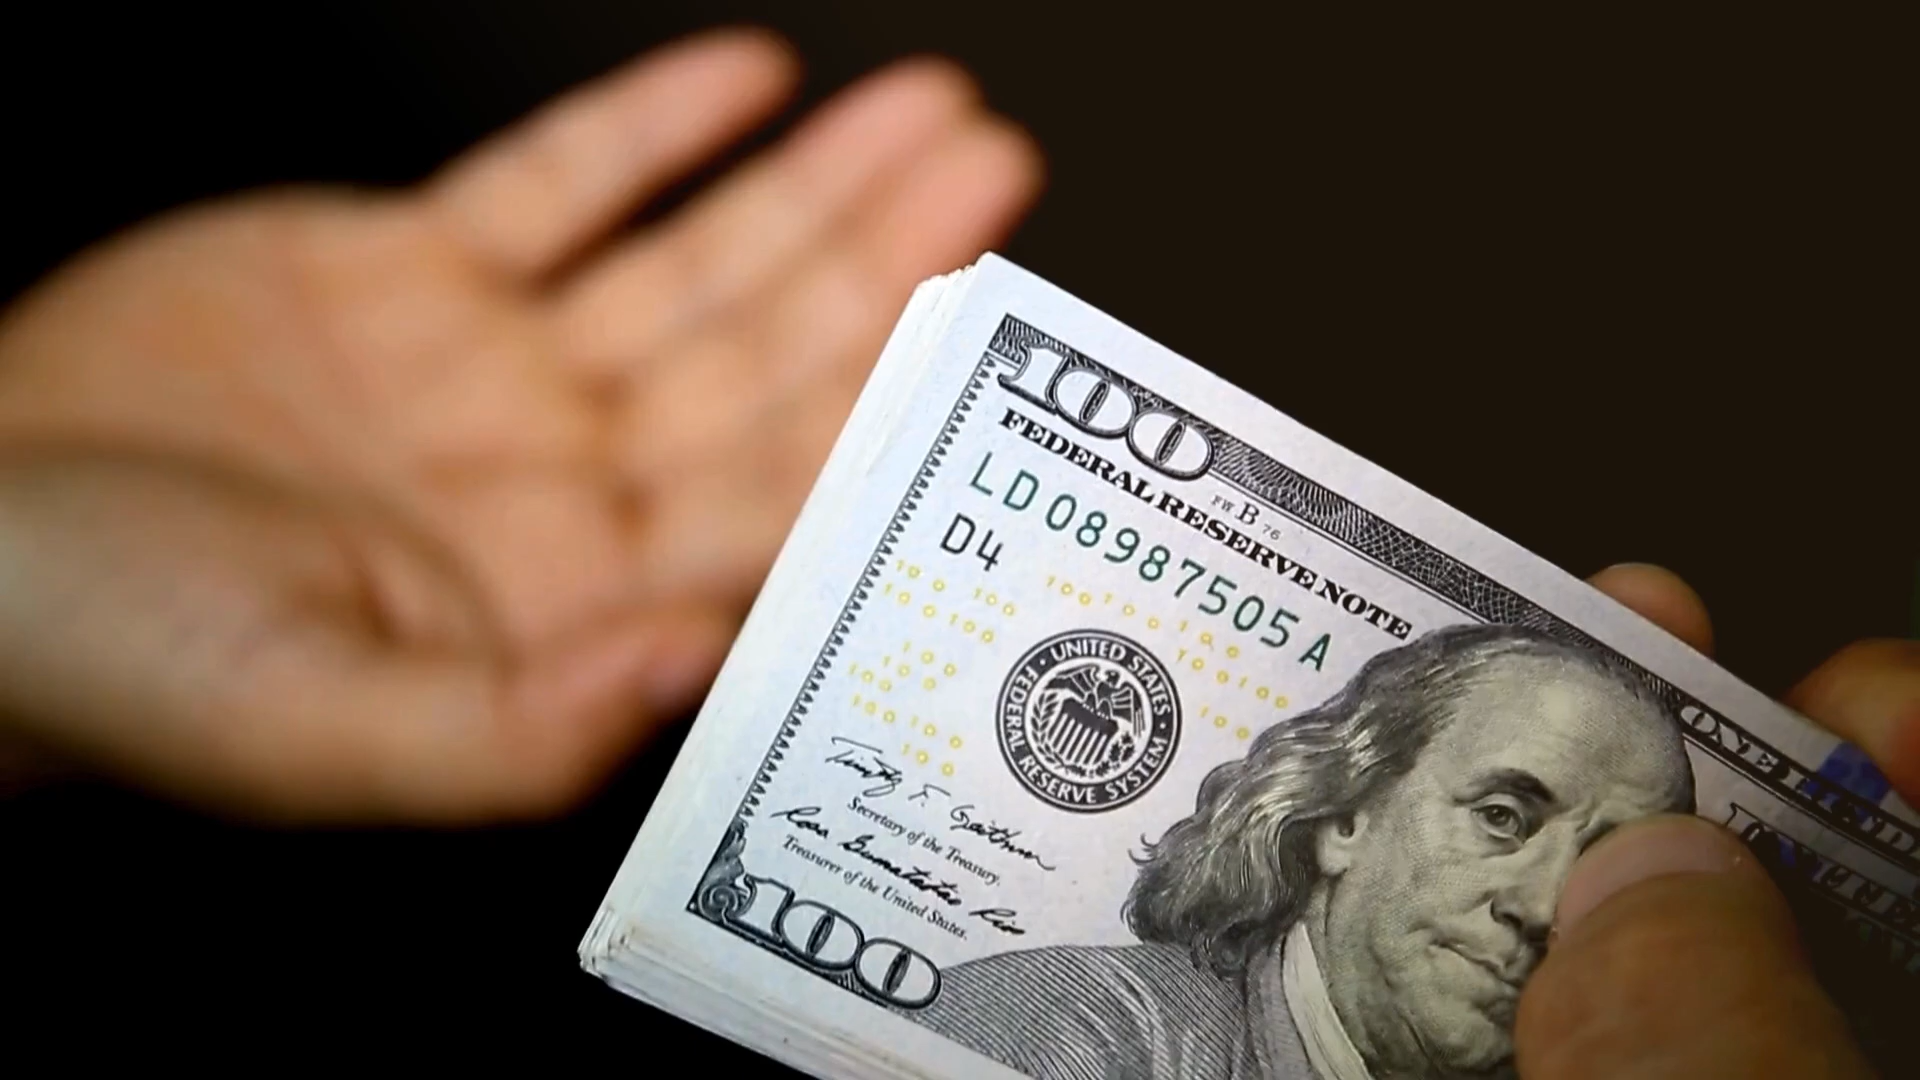 100
FEDERAL RESERVE NOTE
FW B 76
LD 08987505 A
D4
UNITED STATES
FEDERAL RESERVE SYSTEM
Secretary of the Treasury.
Treasurer of the United States.
100